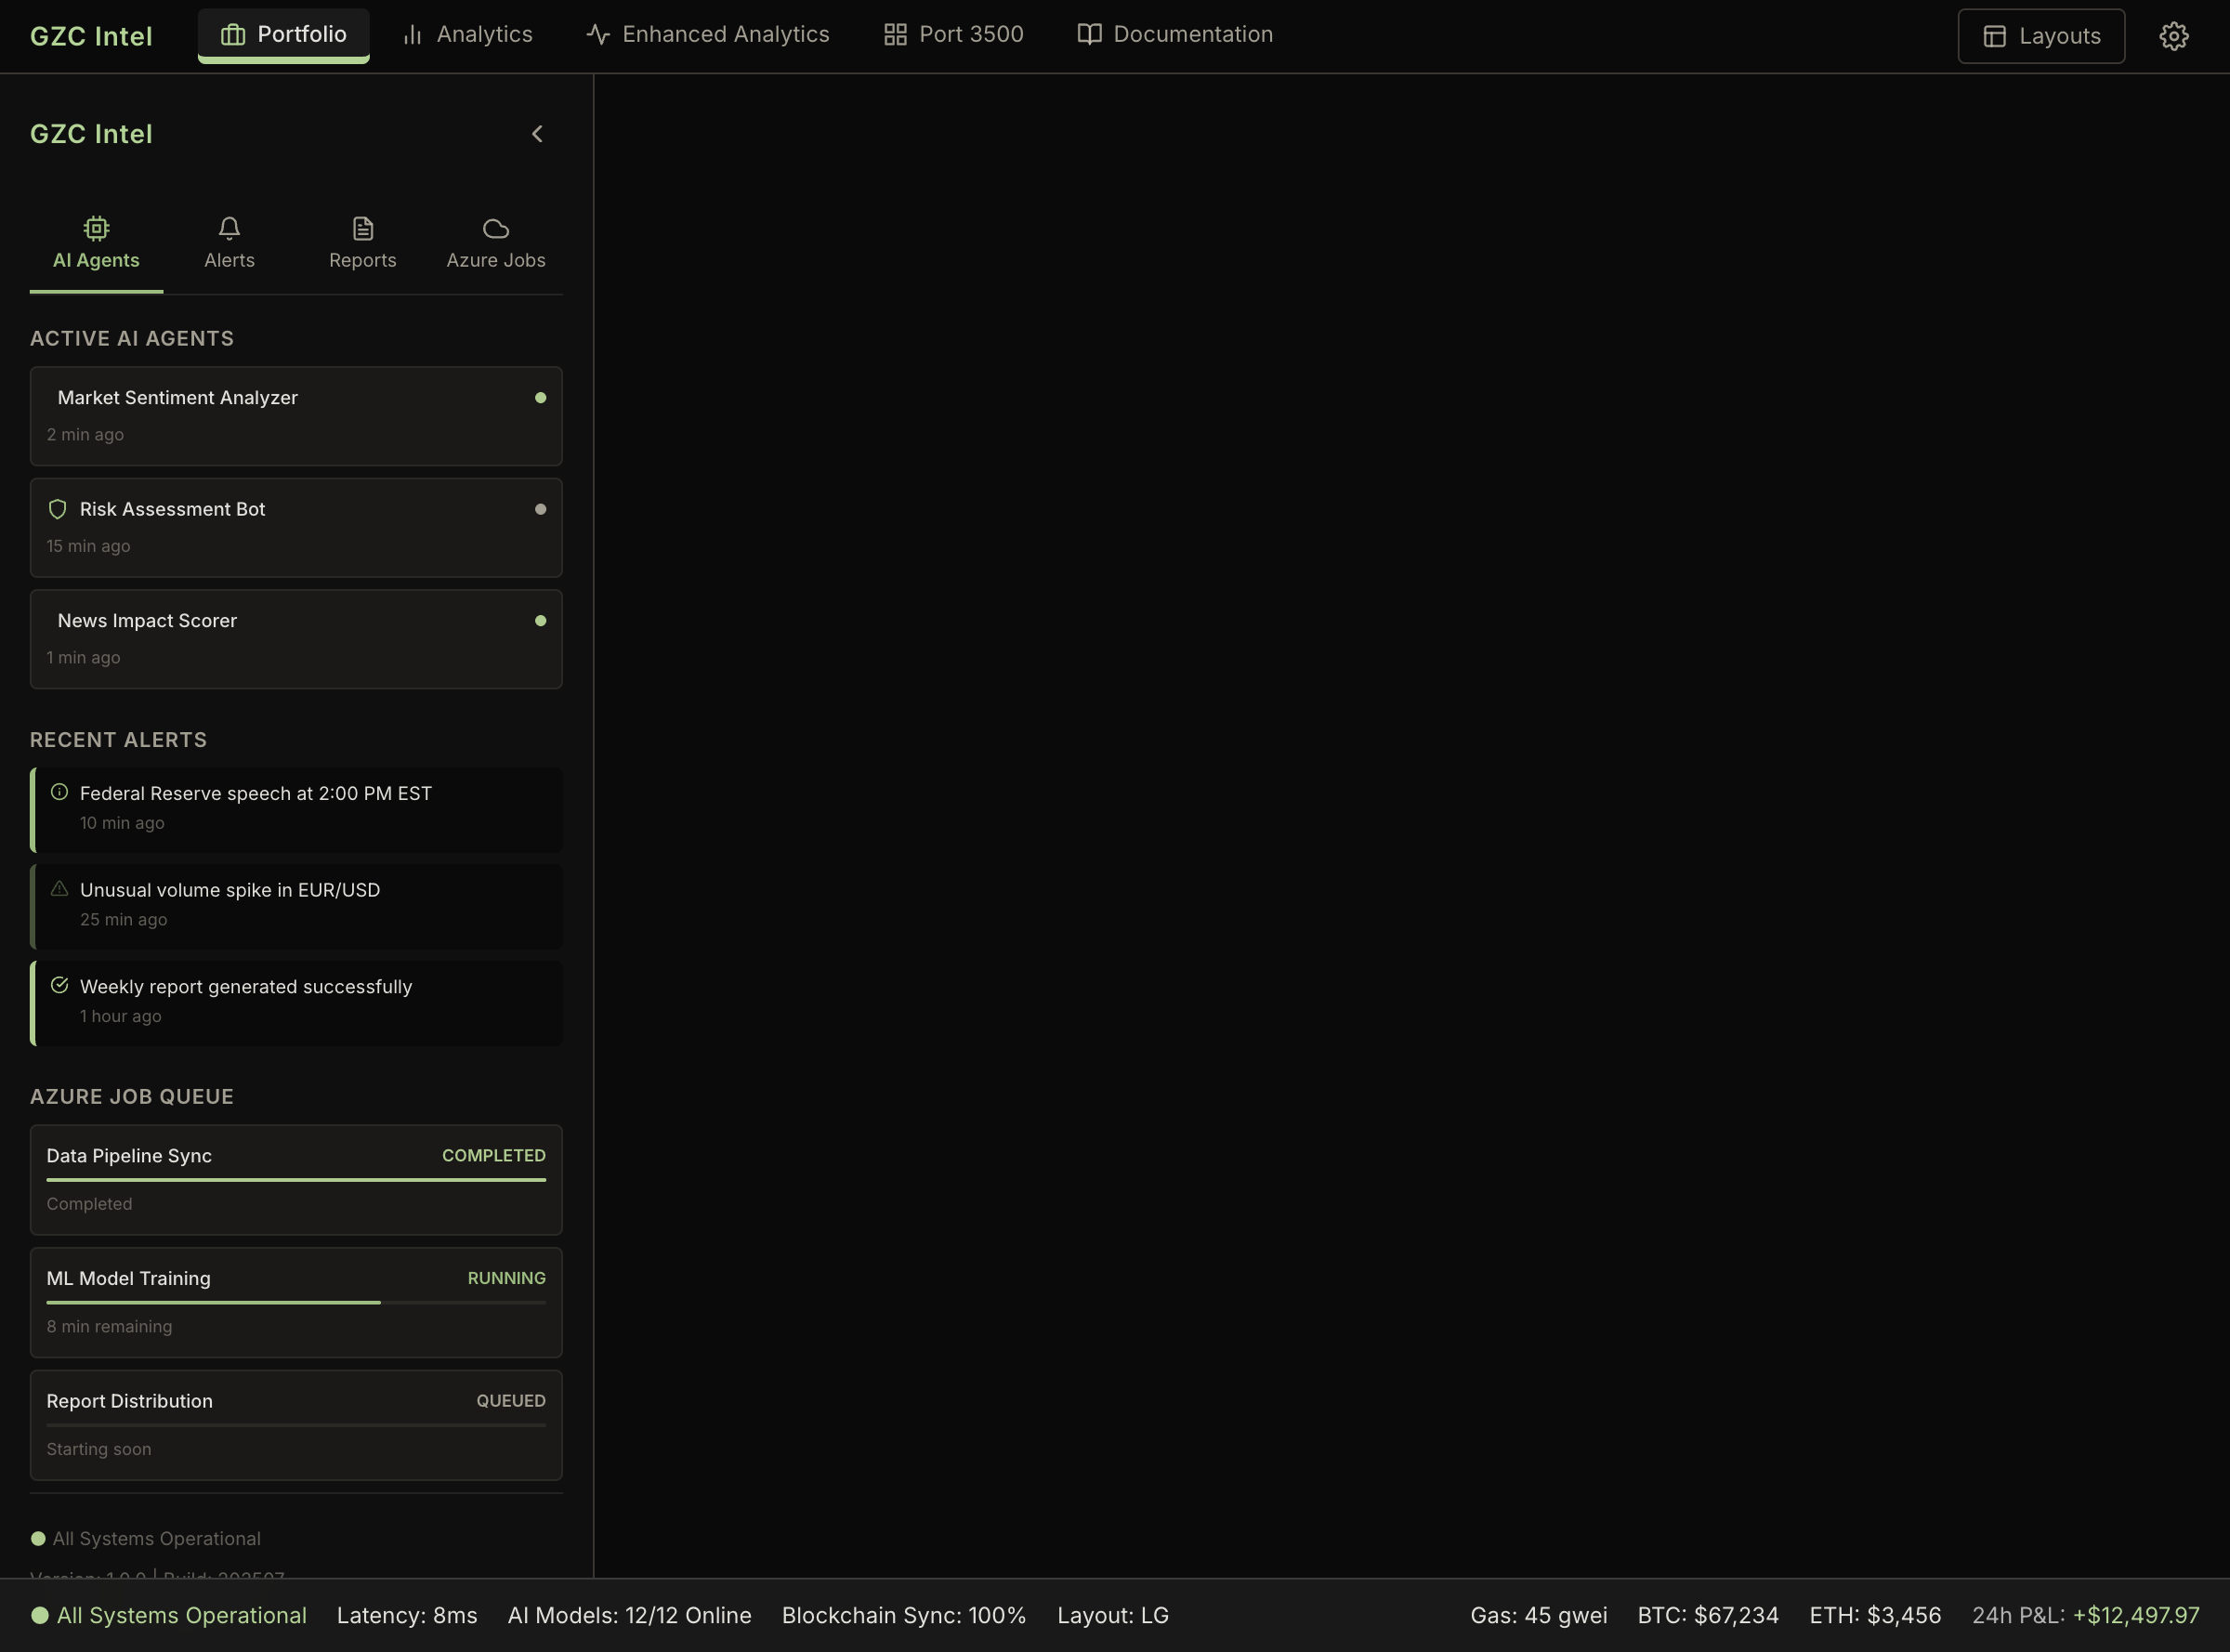 GZC Intel
Portfolio
Analytics
Enhanced Analytics
Port 3500
Documentation
Layouts
GZC Intel
AI Agents
Alerts
Reports
Azure Jobs
ACTIVE AI AGENTS
Market Sentiment Analyzer
2 min ago
Risk Assessment Bot
15 min ago
News Impact Scorer
1 min ago
RECENT ALERTS
Federal Reserve speech at 2:00 PM EST
10 min ago
Unusual volume spike in EUR/USD
25 min ago
Weekly report generated successfully
1 hour ago
AZURE JOB QUEUE
Data Pipeline Sync
COMPLETED
Completed
ML Model Training
RUNNING
8 min remaining
Report Distribution
QUEUED
Starting soon
All Systems Operational
Version: 1.0.0 | Build: 202507
All Systems Operational
Latency: 8ms
AI Models: 12/12 Online
Blockchain Sync: 100%
Layout: LG
Gas: 45 gwei
BTC: $67,234
ETH: $3,456
24h P&L: +$12,497.97